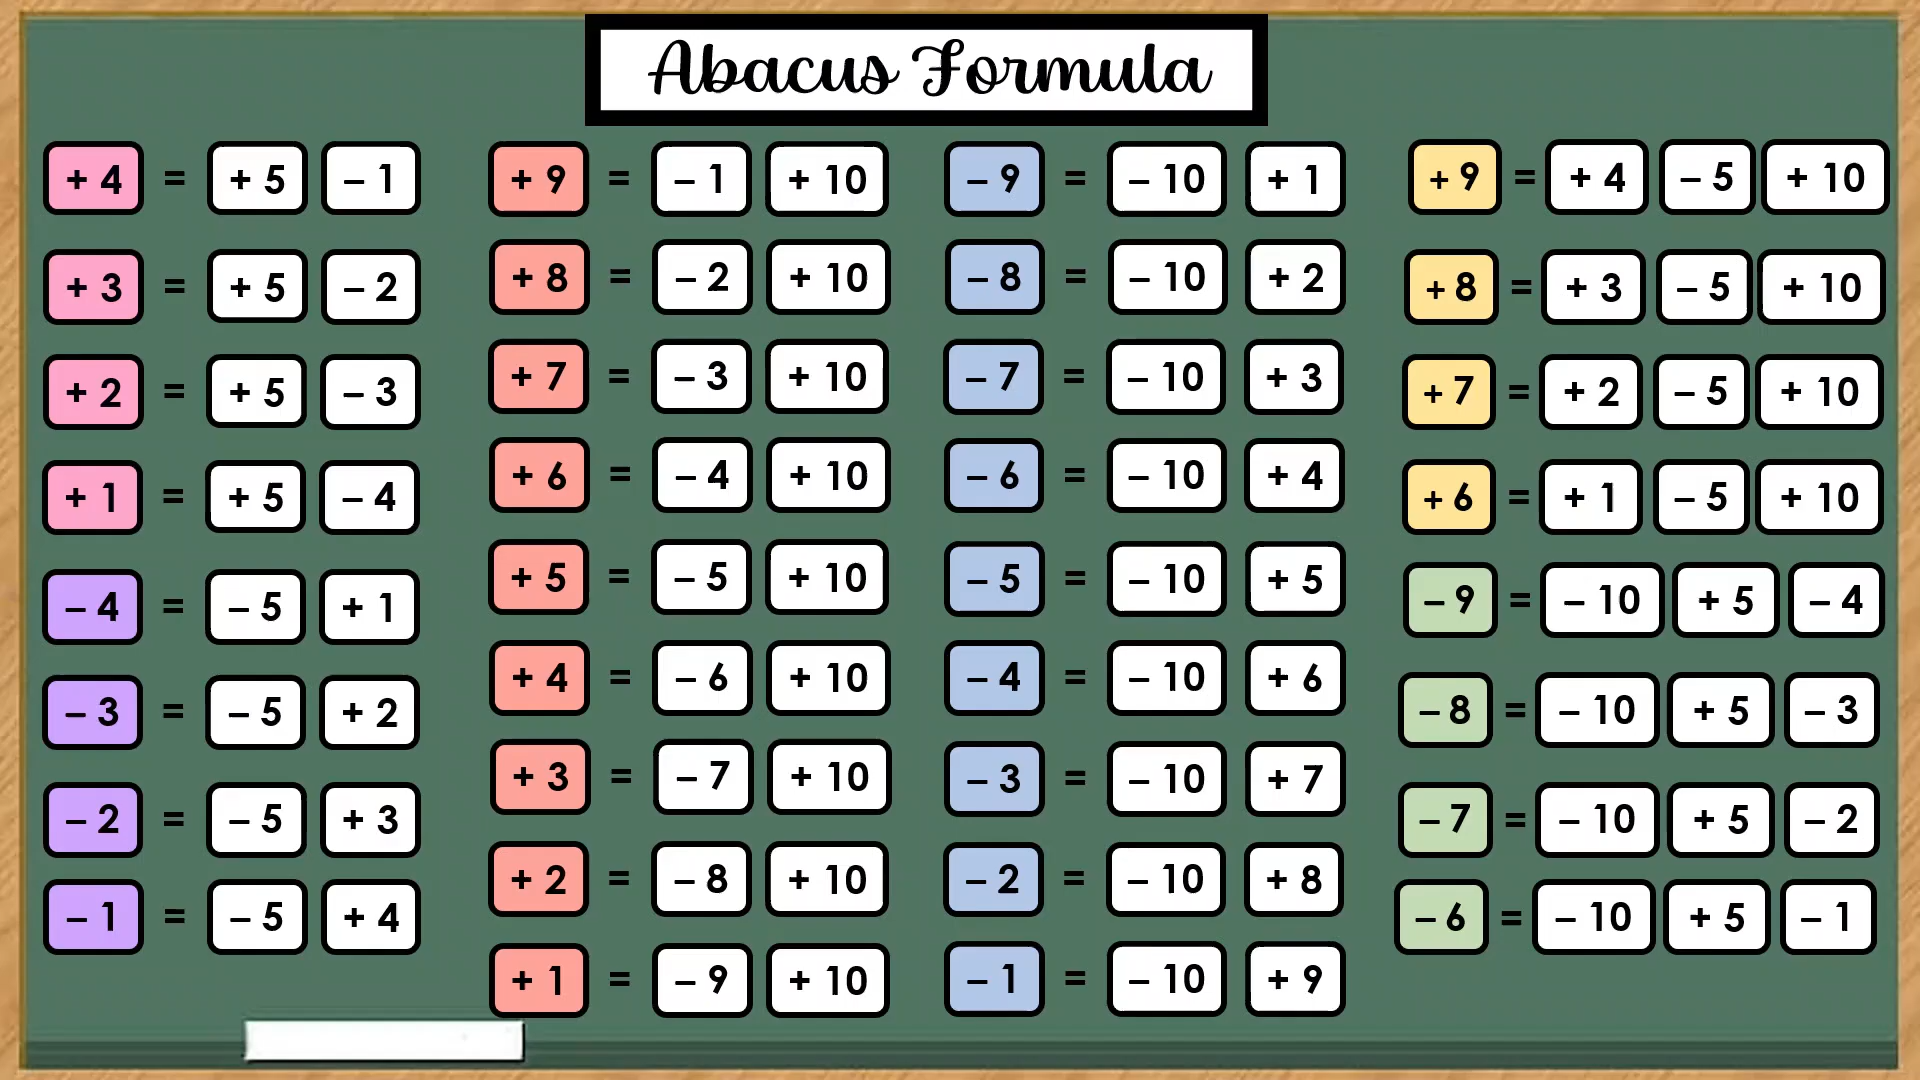 Abacus Formula
+ 4 = + 5 – 1
+ 3 = + 5 – 2
+ 2 = + 5 – 3
+ 1 = + 5 – 4
– 4 = – 5 + 1
– 3 = – 5 + 2
– 2 = – 5 + 3
– 1 = – 5 + 4
+ 9 = – 1 + 10
+ 8 = – 2 + 10
+ 7 = – 3 + 10
+ 6 = – 4 + 10
+ 5 = – 5 + 10
+ 4 = – 6 + 10
+ 3 = – 7 + 10
+ 2 = – 8 + 10
+ 1 = – 9 + 10
– 9 = – 10 + 1
– 8 = – 10 + 2
– 7 = – 10 + 3
– 6 = – 10 + 4
– 5 = – 10 + 5
– 4 = – 10 + 6
– 3 = – 10 + 7
– 2 = – 10 + 8
– 1 = – 10 + 9
+ 9 = + 4 – 5 + 10
+ 8 = + 3 – 5 + 10
+ 7 = + 2 – 5 + 10
+ 6 = + 1 – 5 + 10
– 9 = – 10 + 5 – 4
– 8 = – 10 + 5 – 3
– 7 = – 10 + 5 – 2
– 6 = – 10 + 5 – 1